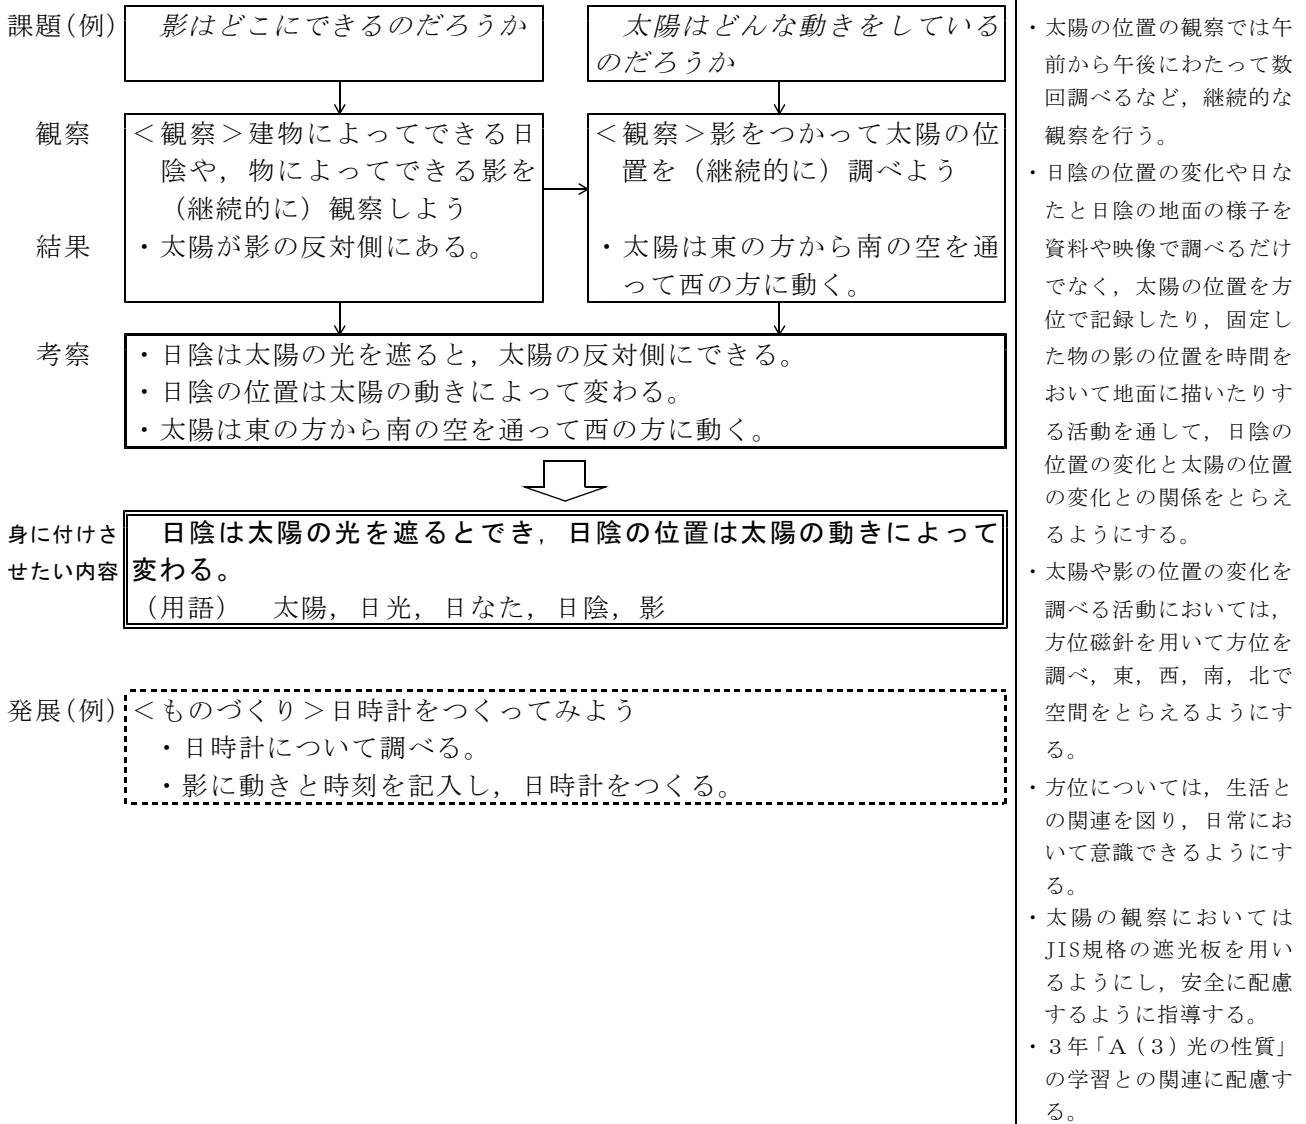 課題(例)
影はどこにできるのだろうか
太陽はどんな動きをしている
のだろうか
観察
＜観察＞建物によってできる日
陰や，物によってできる影を
（継続的に）観察しよう
＜観察＞影をつかって太陽の位
置を（継続的に）調べよう
結果
・太陽が影の反対側にある。
・太陽は東の方から南の空を通
って西の方に動く。
考察
・日陰は太陽の光を遮ると，太陽の反対側にできる。
・日陰の位置は太陽の動きによって変わる。
・太陽は東の方から南の空を通って西の方に動く。
身に付けさ
せたい内容
日陰は太陽の光を遮るとでき，日陰の位置は太陽の動きによって
変わる。
（用語）　太陽，日光，日なた，日陰，影
発展(例)
＜ものづくり＞日時計をつくってみよう
・日時計について調べる。
・影に動きと時刻を記入し，日時計をつくる。
・太陽の位置の観察では午
前から午後にわたって数
回調べるなど，継続的な
観察を行う。
・日陰の位置の変化や日な
たと日陰の地面の様子を
資料や映像で調べるだけ
でなく，太陽の位置を方
位で記録したり，固定し
た物の影の位置を時間を
おいて地面に描いたりす
る活動を通して，日陰の
位置の変化と太陽の位置
の変化との関係をとらえ
るようにする。
・太陽や影の位置の変化を
調べる活動においては，
方位磁針を用いて方位を
調べ，東，西，南，北で
空間をとらえるようにす
る。
・方位については，生活と
の関連を図り，日常にお
いて意識できるようにす
る。
・太陽の観察においては
JIS規格の遮光板を用い
るようにし，安全に配慮
するように指導する。
・３年「Ａ（３）光の性質」
の学習との関連に配慮す
る。